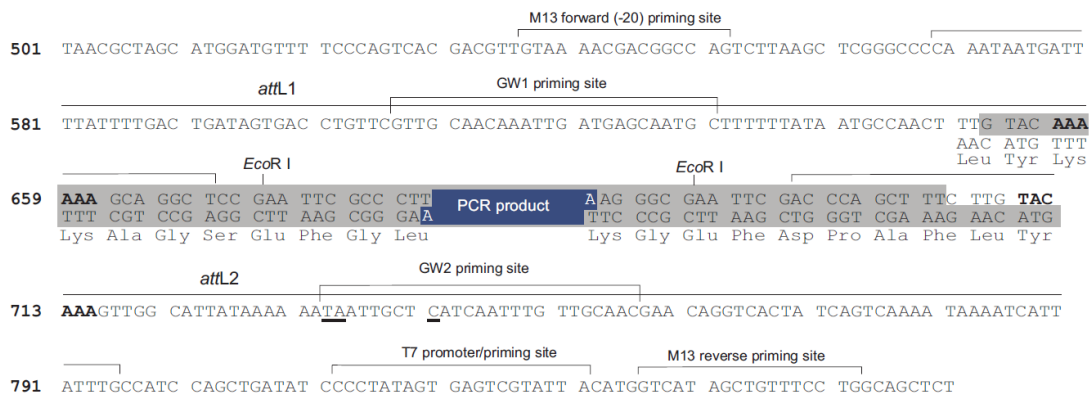 M13 forward (-20) priming site
501 TAACGCTAGC ATGGATGTTT TCCCAGTCAC GACGTTGTAA AACGACGGCC AGTCTTAAGC TCGGGCCCCA AATAATGATT
attL1 GW1 priming site
581 TTATTTTGAC TGATAGTGAC CTGTTCGTTG CAACAAATTG ATGAGCAATG CTTTTTTATA ATGCCAACTT TTG TAC AAA
AAC ATG TTT
Leu Tyr Lys
EcoR I EcoR I
659 AAA GCA GGC TCC GAA TTC GCC CTT PCR product AAG GGC GAA TTC GAC CCA GCT TTC TTG TAC
TTT CGT CCG AGG CTT AAG CGG GAA TTC CCG CTT AAG CTG GGT CGA AAG AAC ATG
Lys Ala Gly Ser Glu Phe Gly Leu Lys Gly Glu Phe Asp Pro Ala Phe Leu Tyr
attL2 GW2 priming site
713 AAAGTTGG CATTATAAAA AATAATTGCT CATCAATTTG TTGCAACGAA CAGGTCACTA TCAGTCAAAA TAAAATCATT
T7 promoter/priming site M13 reverse priming site
791 ATTTGCCATC CAGCTGATAT CCCCTATAGT GAGTCGTATT ACATGGTCAT AGCTGTTTCC TGGCAGCTCT